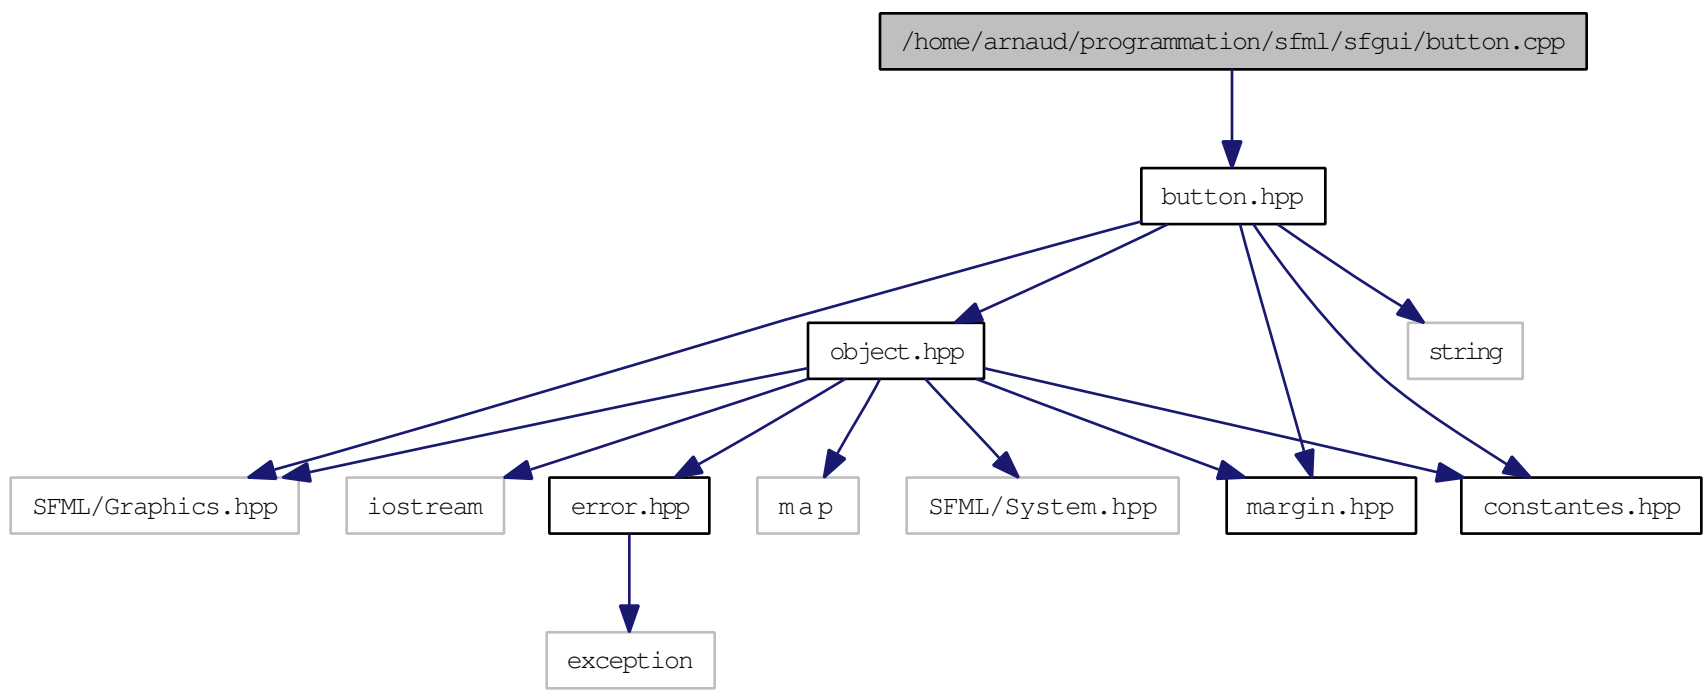 /home/arnaud/programmation/sfml/sfgui/button.cpp
button.hpp
object.hpp
string
SFML/Graphics.hpp
iostream
error.hpp
map
SFML/System.hpp
margin.hpp
constantes.hpp
exception